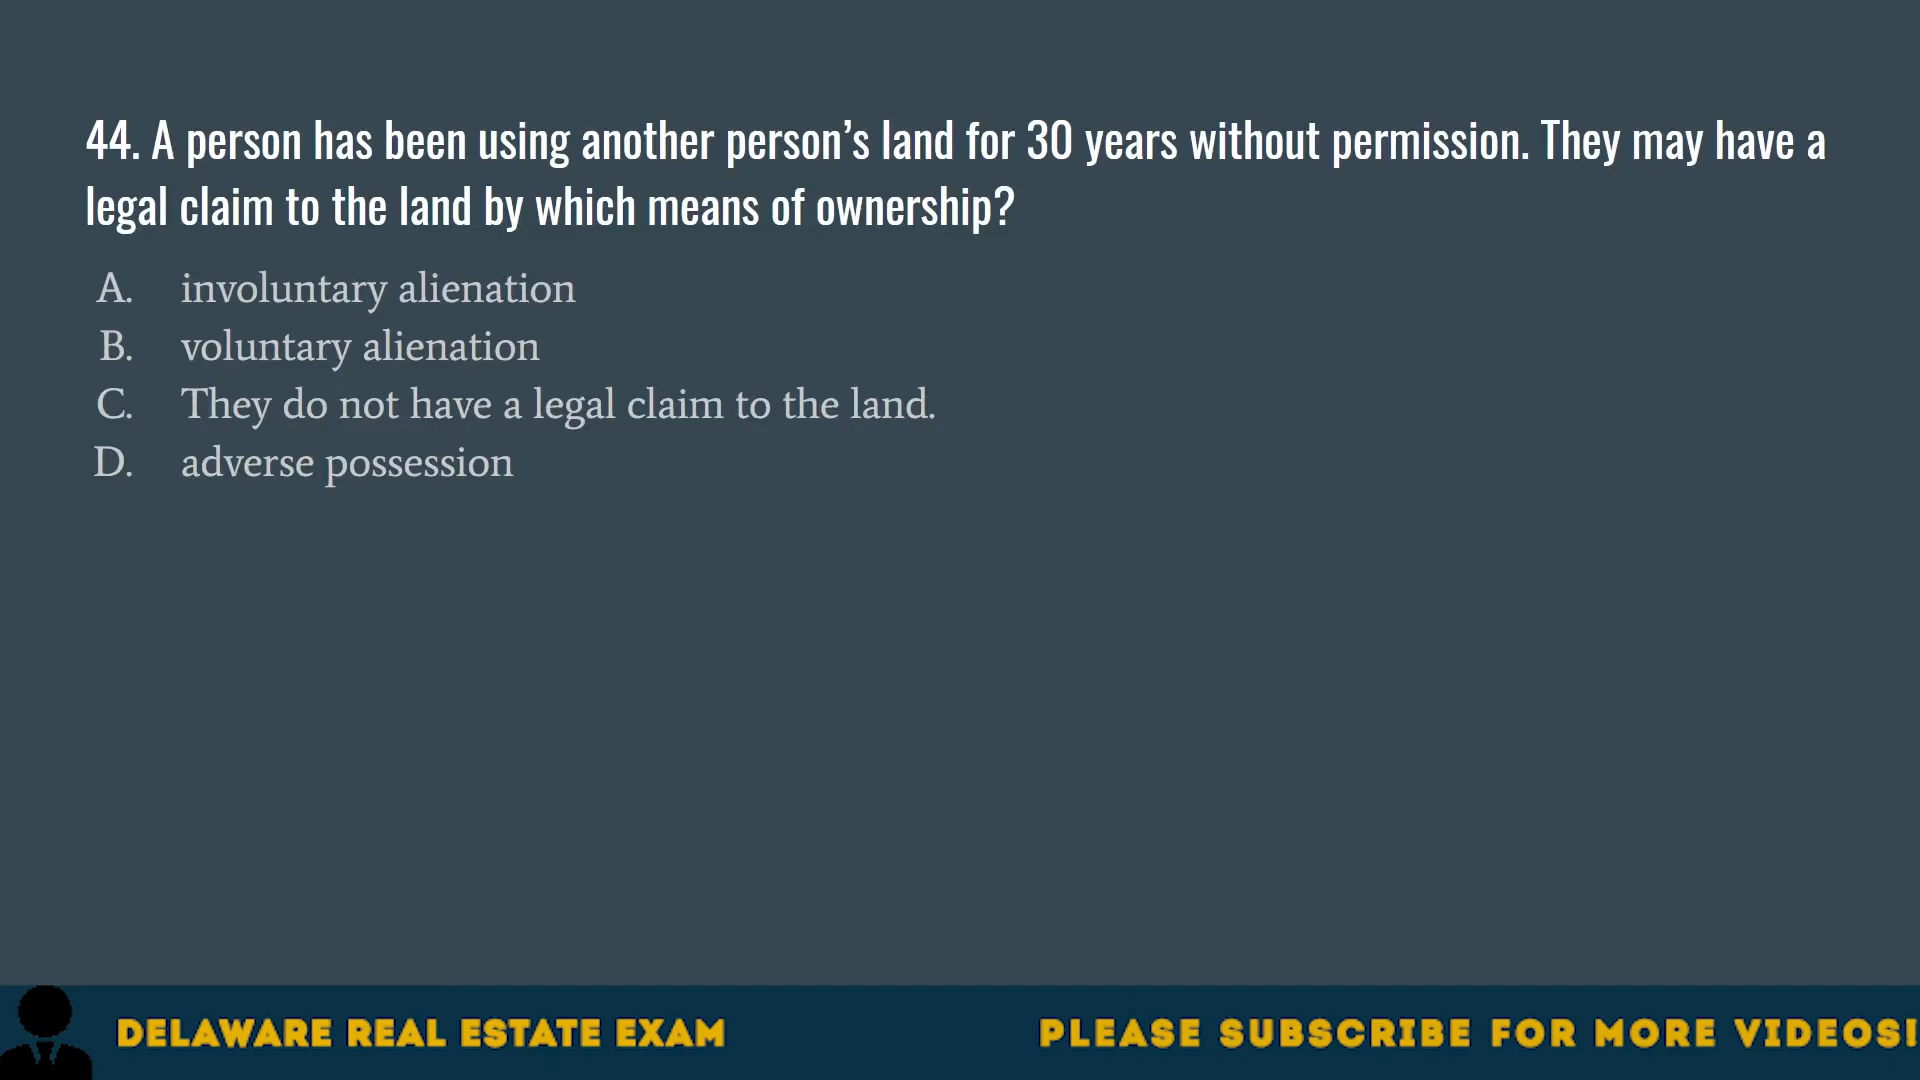 44. A person has been using another person’s land for 30 years without permission. They may have a
legal claim to the land by which means of ownership?
A. involuntary alienation
B. voluntary alienation
C. They do not have a legal claim to the land.
D. adverse possession
DELAWARE REAL ESTATE EXAM
PLEASE SUBSCRIBE FOR MORE VIDEOS!